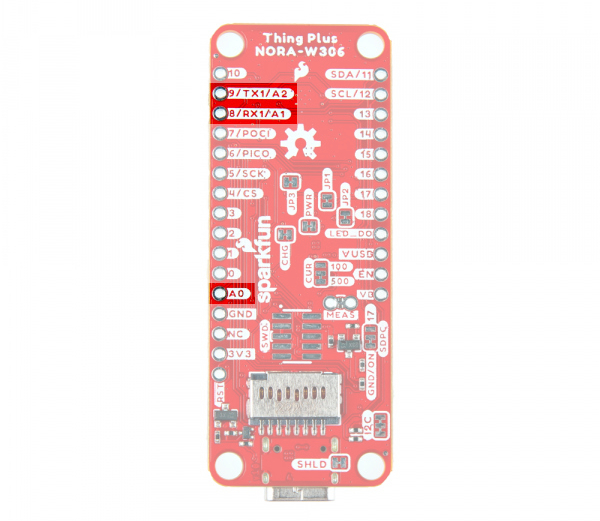 Thing Plus
NORA-W306
10
9/TX1/A2
8/RX1/A1
7/POCI
6/PICO
5/SCK
4/CS
3
2
1
0
A0
GND
NC
3V3
RST
SDA/11
SCL/12
13
14
15
16
17
18
LED_DO
VUSB
EN
VB
JP1
JP2
JP3
PWR
CHG
sparkfun
CUR
100
500
MEAS
SWD
17
SDPC
GND/ON
I2C
SHLD